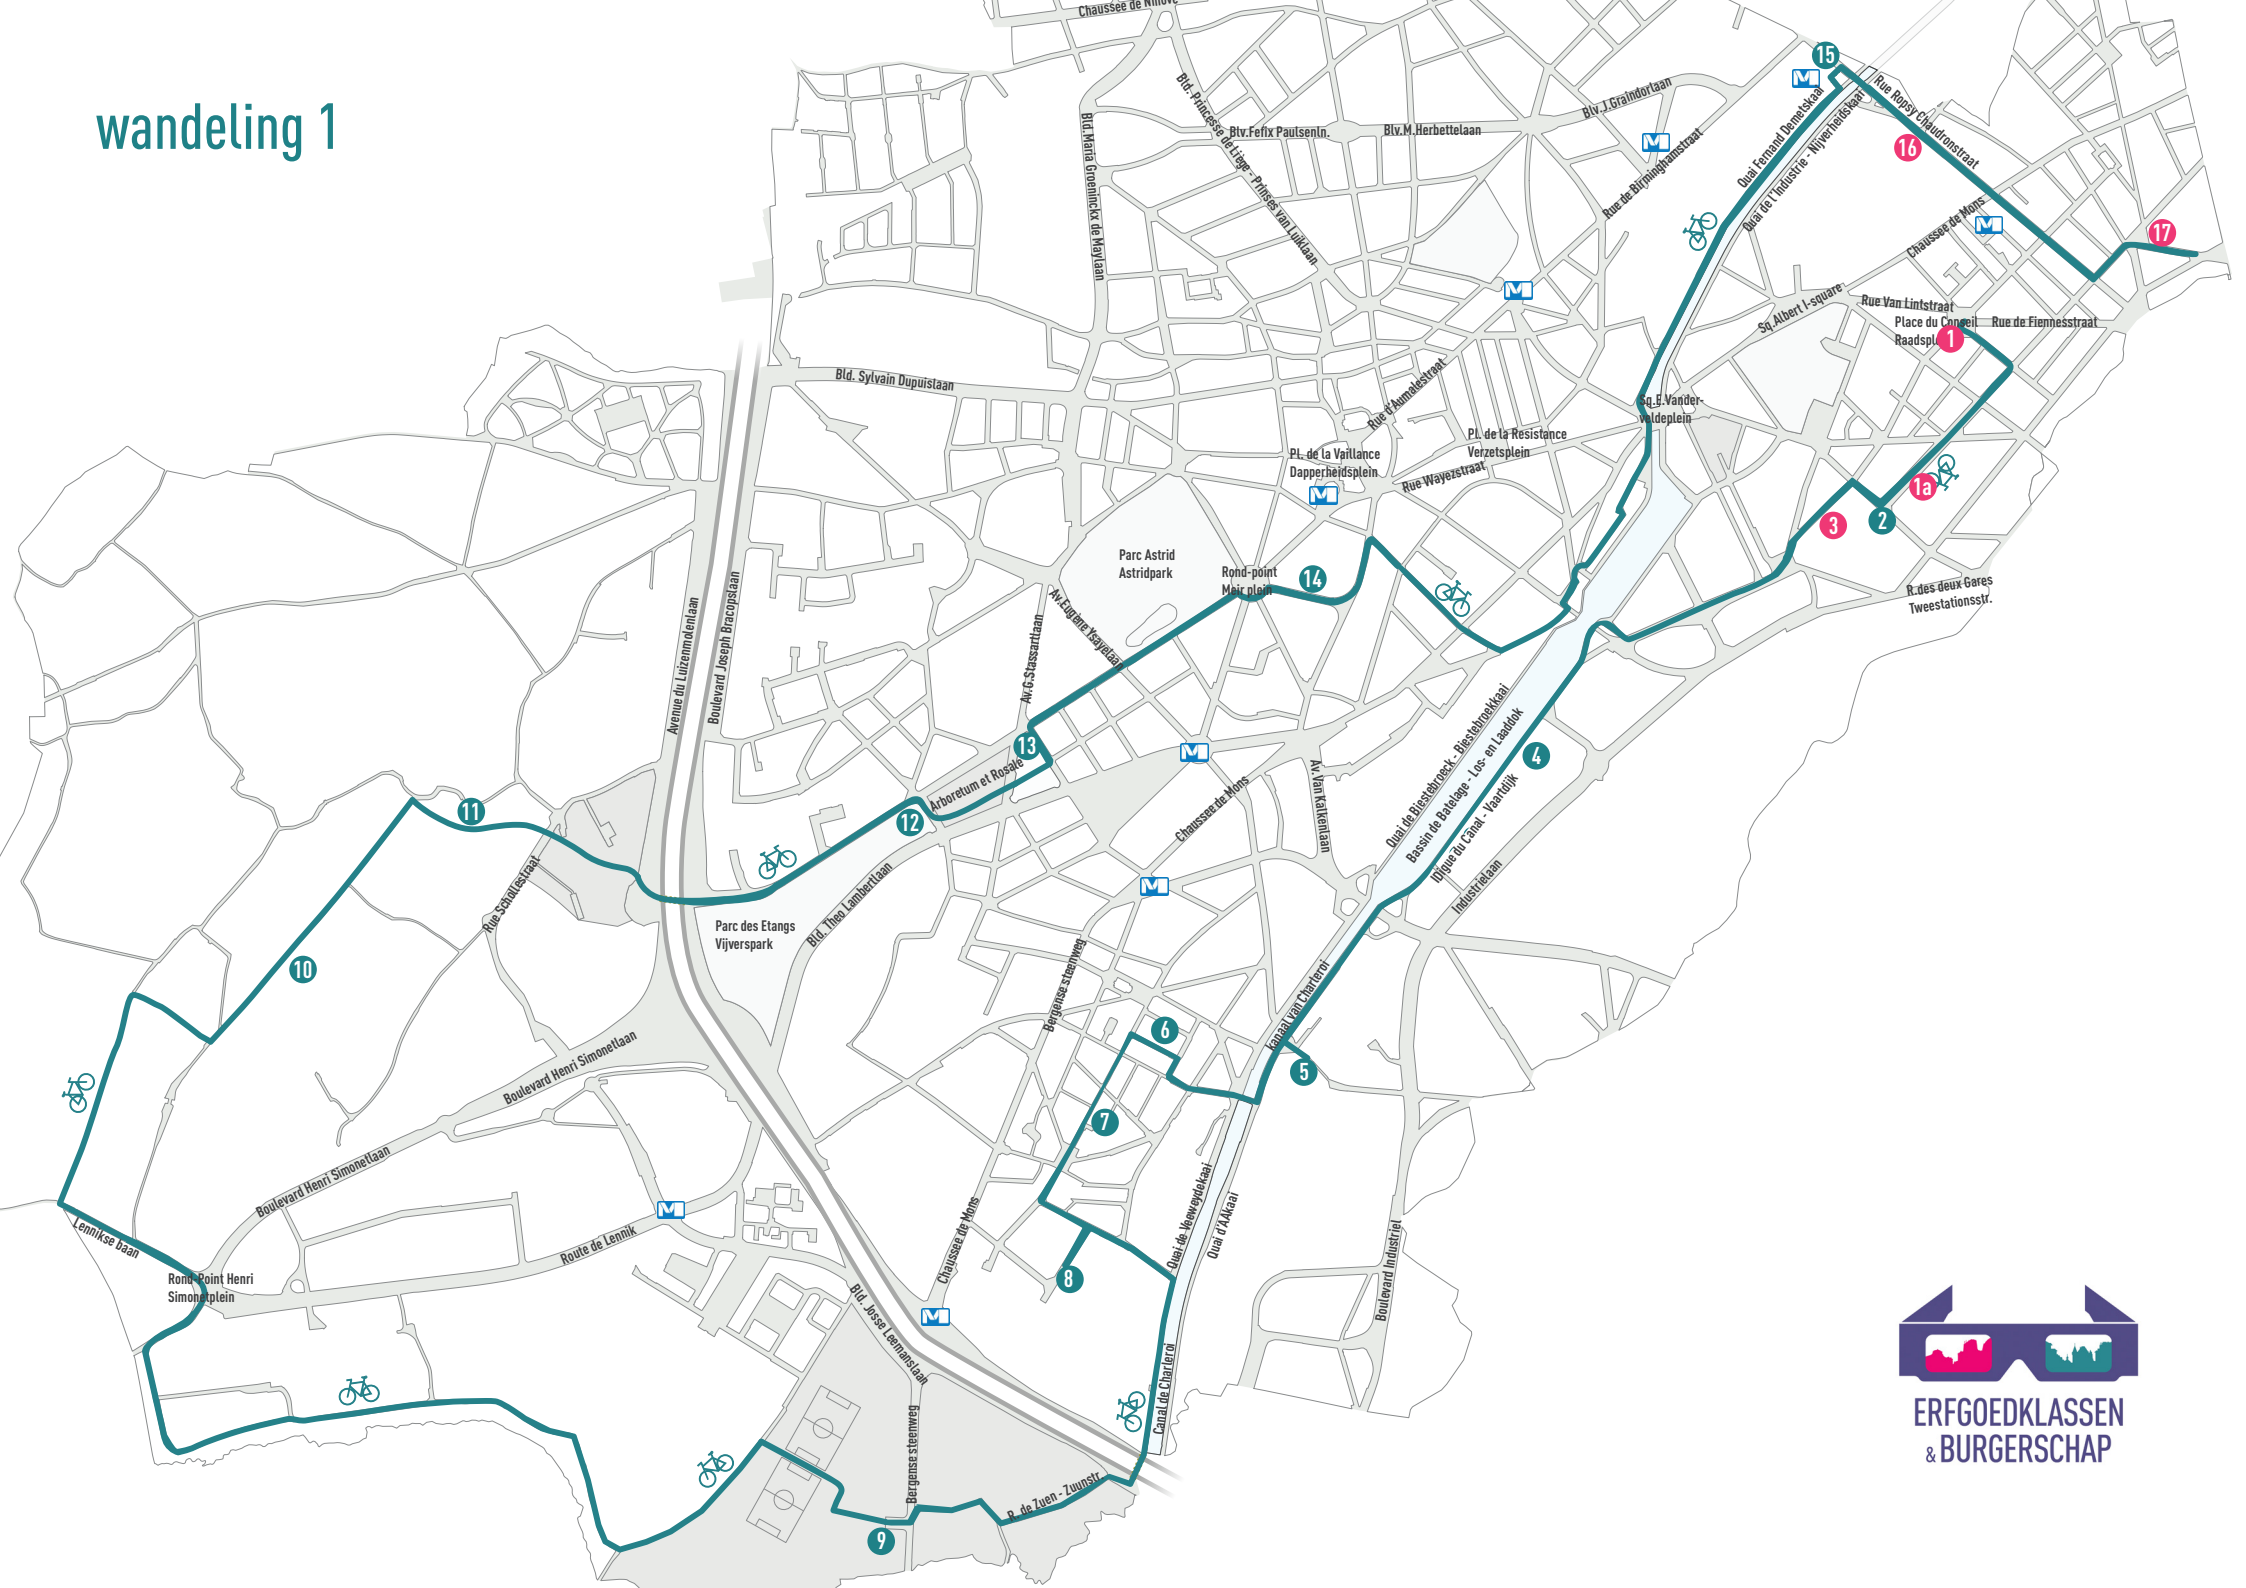 wandeling 1
Chaussée de Ninove
Bld. Princesse de Liège - Prinses van Luiklaan
Bld.Maria Groeninckx de Maylaan
Blv.Fefix Paulsenln.
Blv.M.Herbettelaan
Blv.J.Graindorlaan
Rue de Birminghamstraat
Quai Fernand Demetskaai
Quai de l'Industrie - Nijverheidskaai
15
Rue Ropsy Chaudronstraat
16
17
Chaussée de Mons
Sq.Albert I-square
Rue Van Lintstraat
Place du Conseil
Raadspl
1
Rue de Fiennesstraat
Bld. Sylvain Dupuislaan
Rue d'Aumalestraat
Sq.E.Vander-
veldeplein
Pl. de la Resistance
Verzetsplein
Pl. de la Vaillance
Dapperheidsplein
Rue Wayezstraat
1a
2
3
R.des deux Gares
Tweestationsstr.
Parc Astrid
Astridpark
Rond-point
Meir plein
14
Av.Eugène Ysayelaan
Av.G.Stassartlaan
Avenue du Luizenmolenlaan
Boulevard Joseph Bracopslaan
13
Arboretum et Rosale
12
11
10
Rue Schollestraat
Parc des Etangs
Vijverspark
Bld. Theo Lambertlaan
Chaussee de Mons
Av.Van Kalkenlaan
Quai de Biestebroeck - Biestebroekkaai
Bassin de Batelage - Los- en Laaddok
Digue du Canal - Vaartdijk
4
Industrielaan
Bergense steenweg
Kanaal van Charleroi
6
5
7
8
Boulevard Henri Simonetlaan
Boulevard Henri Simonetlaan
Lennikse baan
Rond-Point Henri
Simonetplein
Route de Lennik
Chaussee de Mons
Quai de Veeweydekaai
Quai d'AAkaai
Boulevard Industriel
Bld. Josse Leemanslaan
Canal de Charleroi
Bergense steenweg
R. de Zuen - Zuunstr.
9
ERFGOEDKLASSEN
& BURGERSCHAP